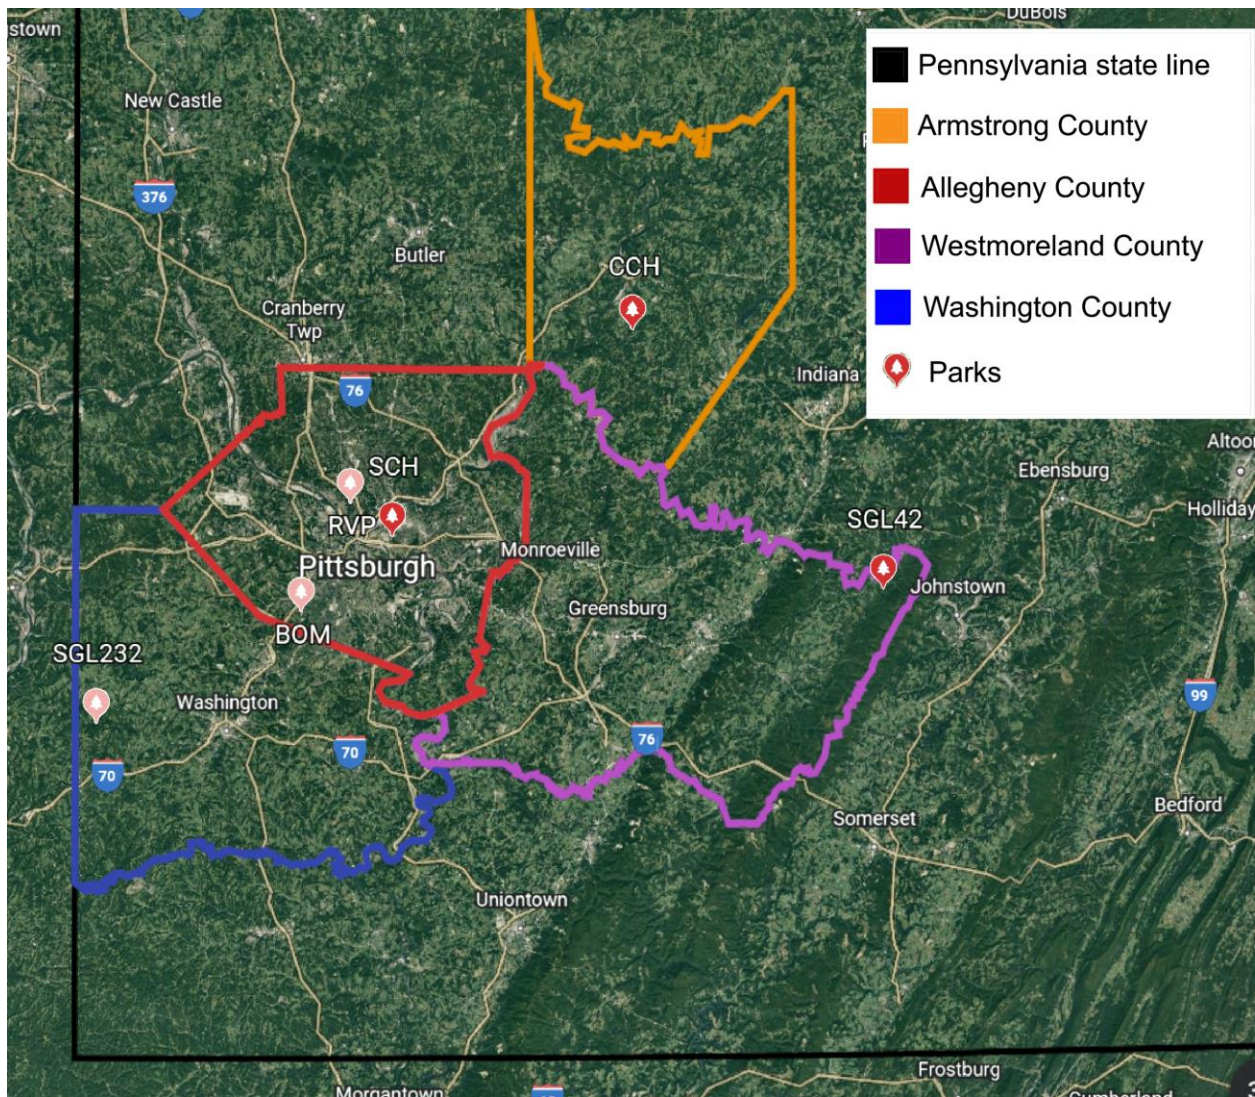 DuBois
stown
New Castle
376
Butler
Cranberry
Twp
76
CCH
Indiana
Pennsylvania state line
Armstrong County
Allegheny County
Westmoreland County
Washington County
Parks
SCH
RVP
Pittsburgh
BOM
Monroeville
Greensburg
SGL42
Johnstown
Ebensburg
Altoo
Holliday
SGL232
Washington
70
70
76
99
Somerset
Bedford
Uniontown
Morgantown
Frostburg
Cumberland